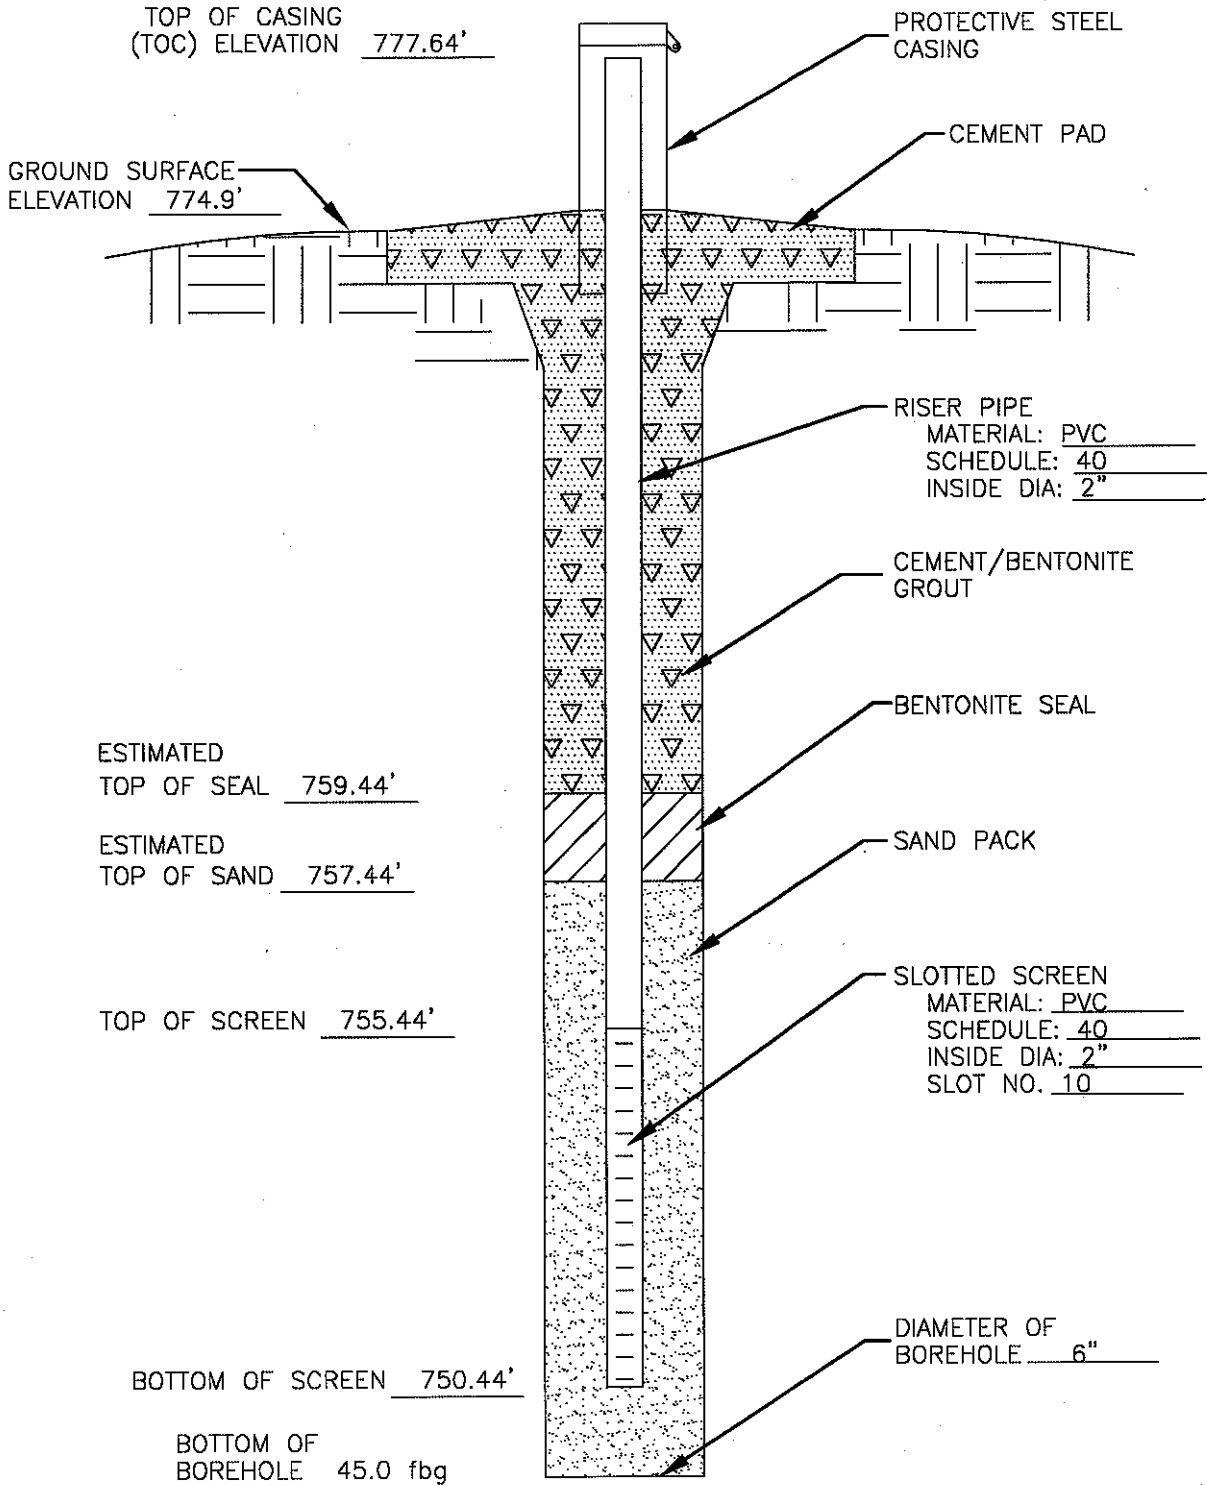 TOP OF CASING
(TOC) ELEVATION 777.64'
PROTECTIVE STEEL
CASING
CEMENT PAD
GROUND SURFACE
ELEVATION 774.9'
RISER PIPE
MATERIAL: PVC
SCHEDULE: 40
INSIDE DIA: 2"
CEMENT/BENTONITE
GROUT
BENTONITE SEAL
ESTIMATED
TOP OF SEAL 759.44'
ESTIMATED
TOP OF SAND 757.44'
SAND PACK
SLOTTED SCREEN
MATERIAL: PVC
SCHEDULE: 40
INSIDE DIA: 2"
SLOT NO. 10
TOP OF SCREEN 755.44'
DIAMETER OF
BOREHOLE 6"
BOTTOM OF SCREEN 750.44'
BOTTOM OF
BOREHOLE 45.0 fbg